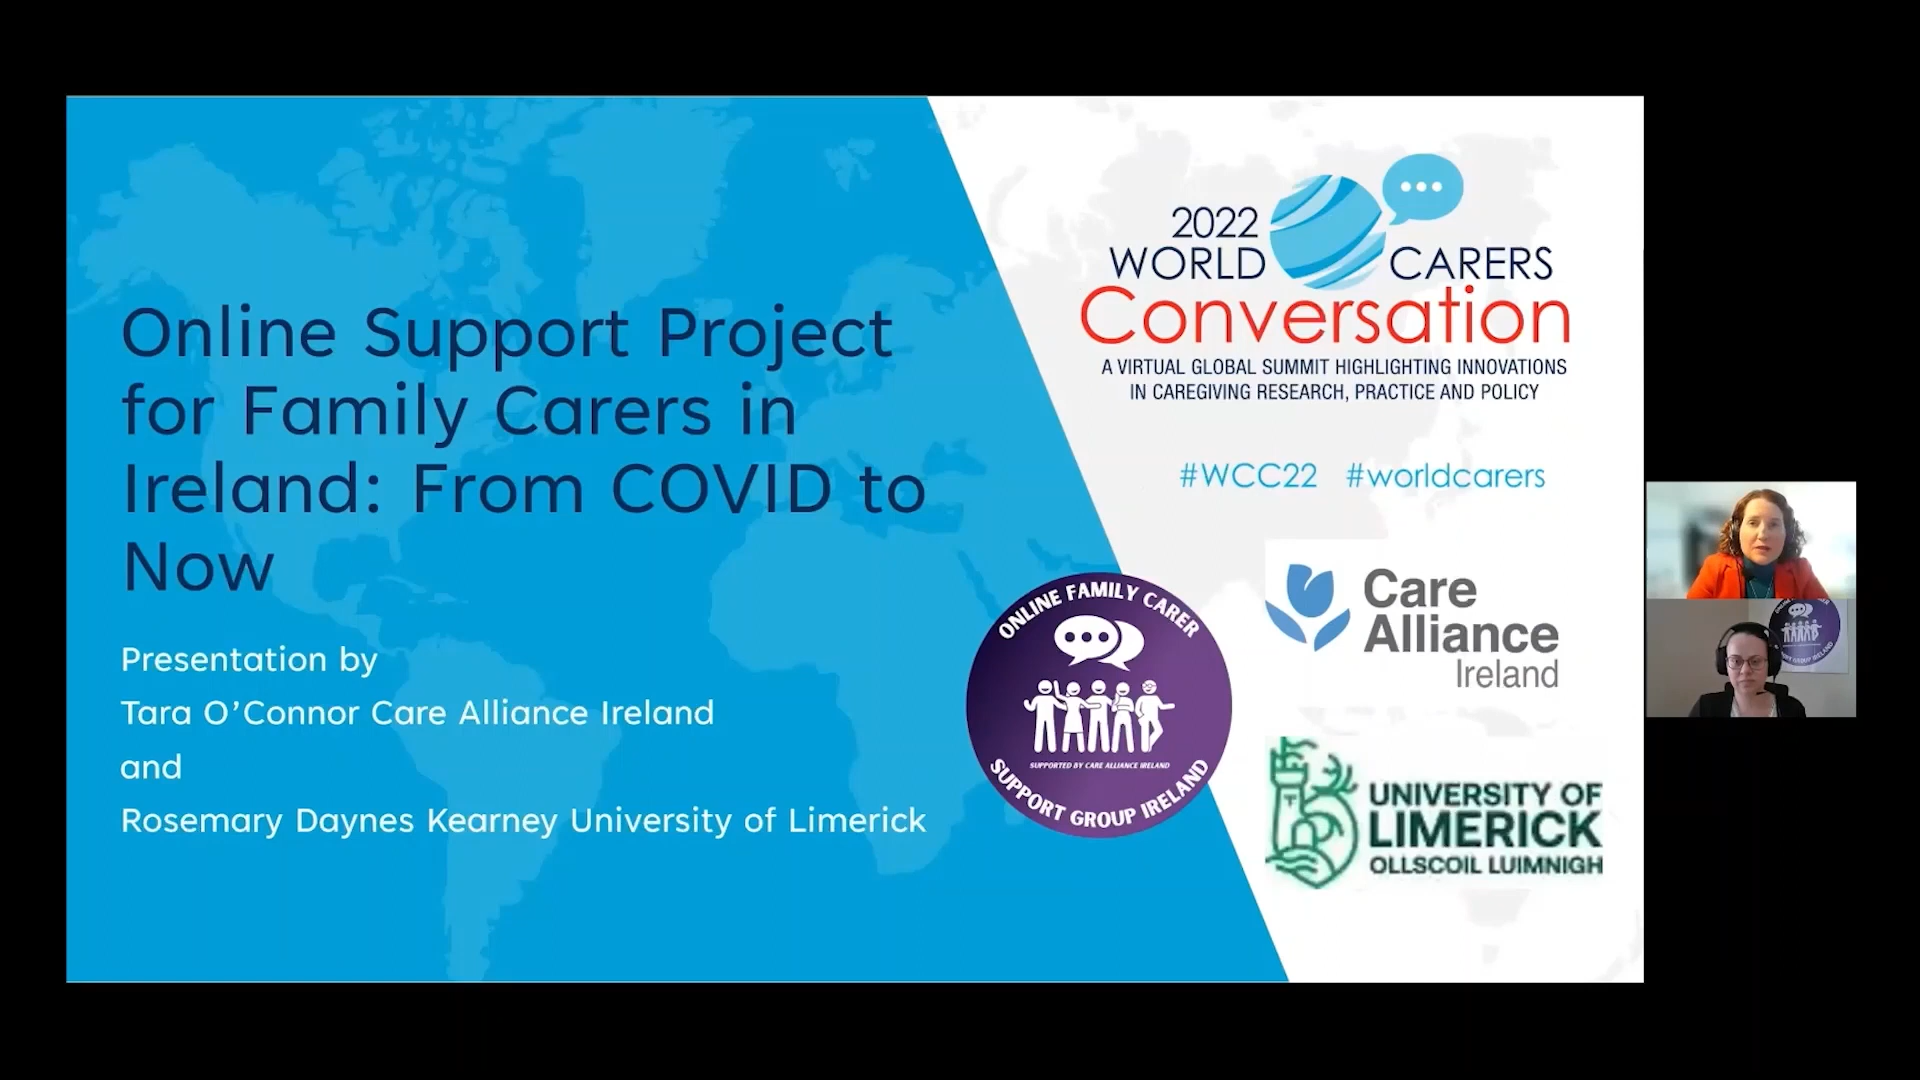 Online Support Project
for Family Carers in
Ireland: From COVID to
Now
Presentation by
Tara O'Connor Care Alliance Ireland
and
Rosemary Daynes Kearney University of Limerick
2022
WORLD CARERS
Conversation
A VIRTUAL GLOBAL SUMMIT HIGHLIGHTING INNOVATIONS
IN CAREGIVING RESEARCH, PRACTICE AND POLICY
#WCC22 #worldcarers
ONLINE FAMILY CARER
SUPPORTED BY CARE ALLIANCE IRELAND
SUPPORT GROUP IRELAND
Care
Alliance
Ireland
UNIVERSITY OF
LIMERICK
OLLSCOIL LUIMNIGH